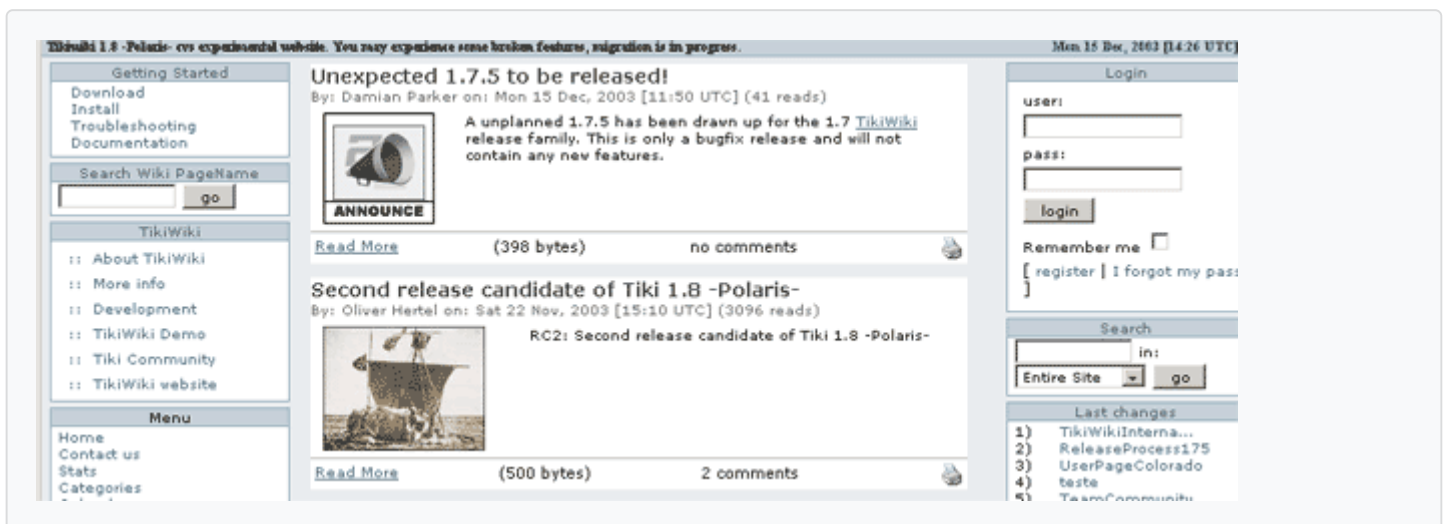 Tikiwiki 1.8 -Polaris- cvs experimental website. You may experience some broken features, migration is in progress.
Mon 15 Dec, 2003 [14:26 UTC]
Getting Started
Download
Install
Troubleshooting
Documentation
Search Wiki PageName
go
TikiWiki
:: About TikiWiki
:: More info
:: Development
:: TikiWiki Demo
:: Tiki Community
:: TikiWiki website
Menu
Home
Contact us
Stats
Categories
Unexpected 1.7.5 to be released!
By: Damian Parker on: Mon 15 Dec, 2003 [11:50 UTC] (41 reads)
A unplanned 1.7.5 has been drawn up for the 1.7 TikiWiki
release family. This is only a bugfix release and will not
contain any new features.
ANNOUNCE
Read More (398 bytes) no comments
Second release candidate of Tiki 1.8 -Polaris-
By: Oliver Hertel on: Sat 22 Nov, 2003 [15:10 UTC] (3096 reads)
RC2: Second release candidate of Tiki 1.8 -Polaris-
Read More (500 bytes) 2 comments
Login
user:
pass:
login
Remember me
[ register | I forgot my pass
]
Search
in:
Entire Site go
Last changes
1) TikiWikiInterna...
2) ReleaseProcess175
3) UserPageColorado
4) teste
5) TeamCommunity